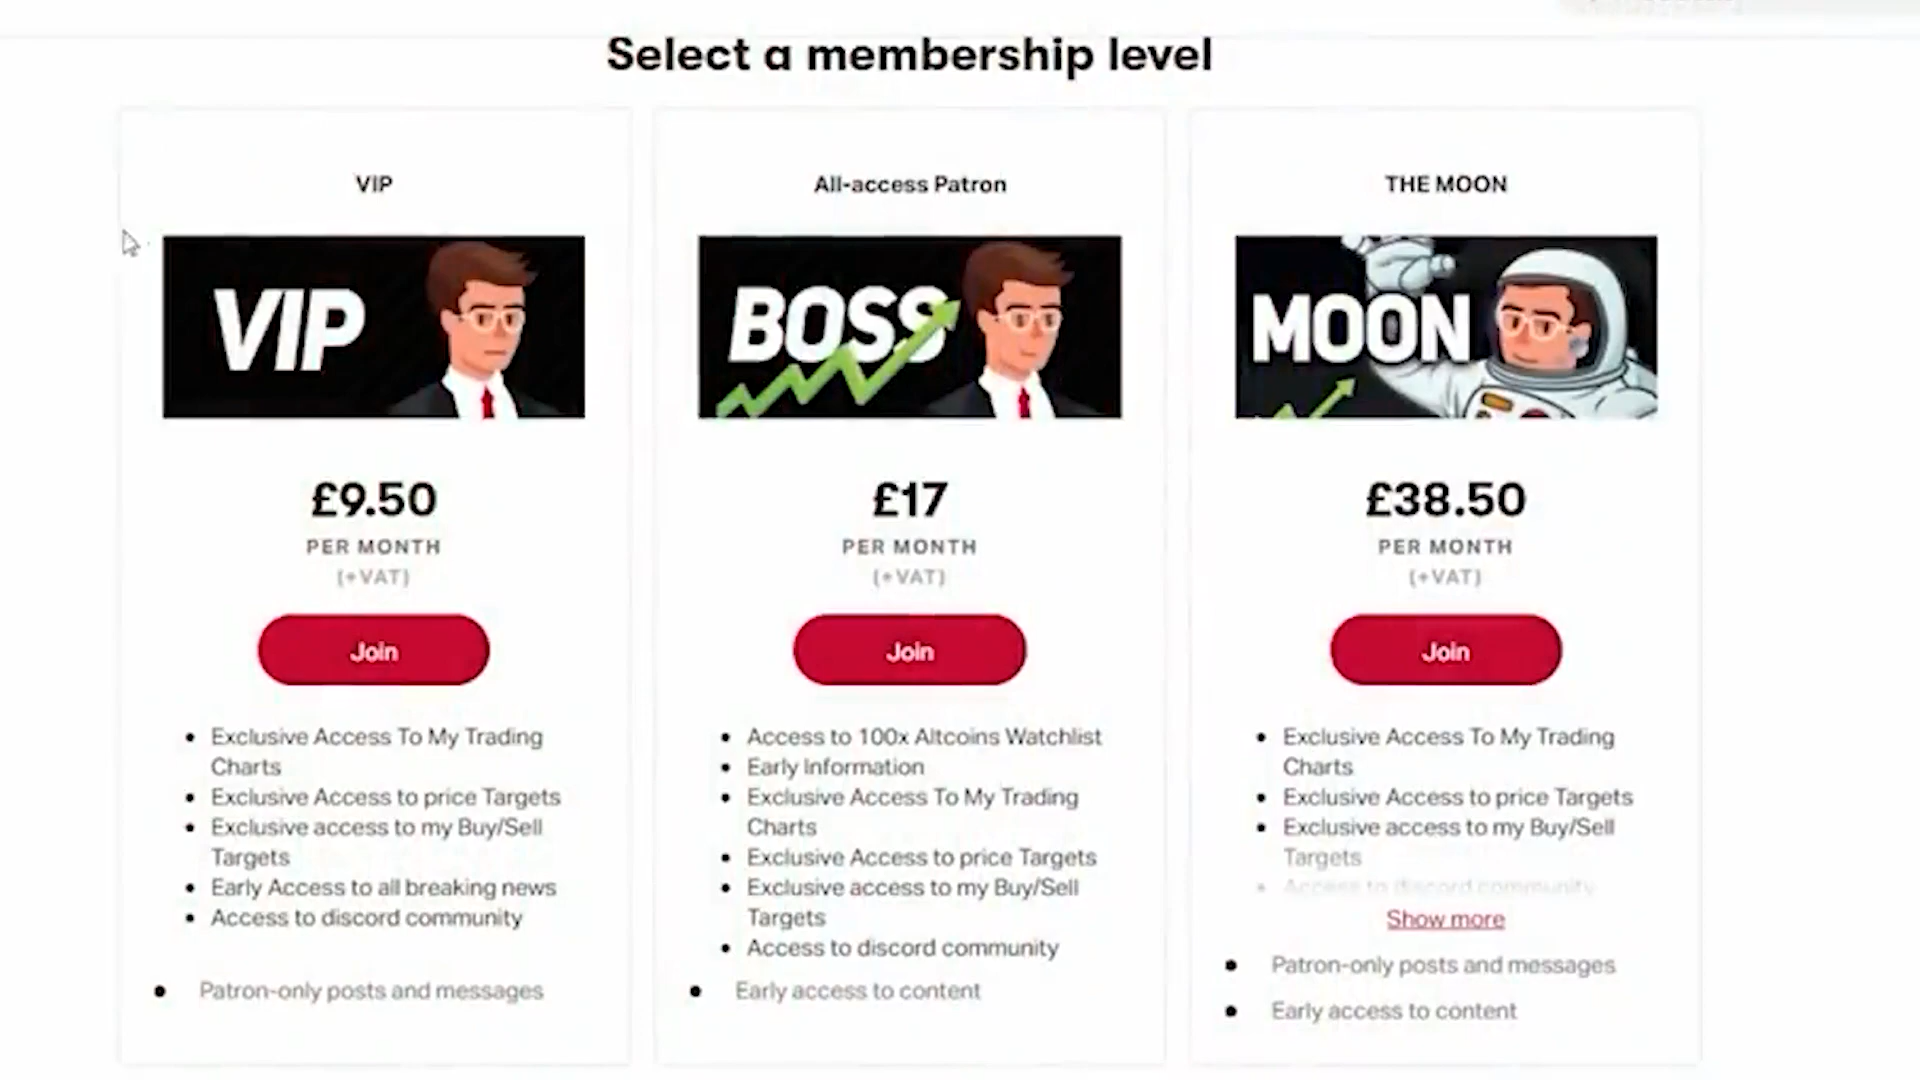 Select a membership level
VIP
VIP
£9.50
PER MONTH
(+VAT)
Join
• Exclusive Access To My Trading
Charts
• Exclusive Access to price Targets
• Exclusive access to my Buy/Sell
Targets
• Early Access to all breaking news
• Access to discord community
• Patron-only posts and messages
All-access Patron
BOSS
£17
PER MONTH
(+VAT)
Join
• Access to 100x Altcoins Watchlist
• Early Information
• Exclusive Access To My Trading
Charts
• Exclusive Access to price Targets
• Exclusive access to my Buy/Sell
Targets
• Access to discord community
• Early access to content
THE MOON
MOON
£38.50
PER MONTH
(+VAT)
Join
• Exclusive Access To My Trading
Charts
• Exclusive Access to price Targets
• Exclusive access to my Buy/Sell
Targets
• Access to discord community
Show more
• Patron-only posts and messages
• Early access to content